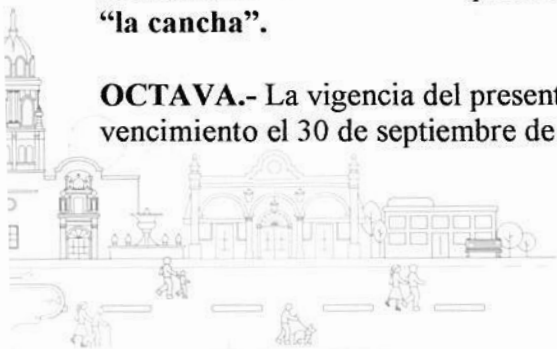 “la cancha”.
OCTAVA.- La vigencia del present
vencimiento el 30 de septiembre de